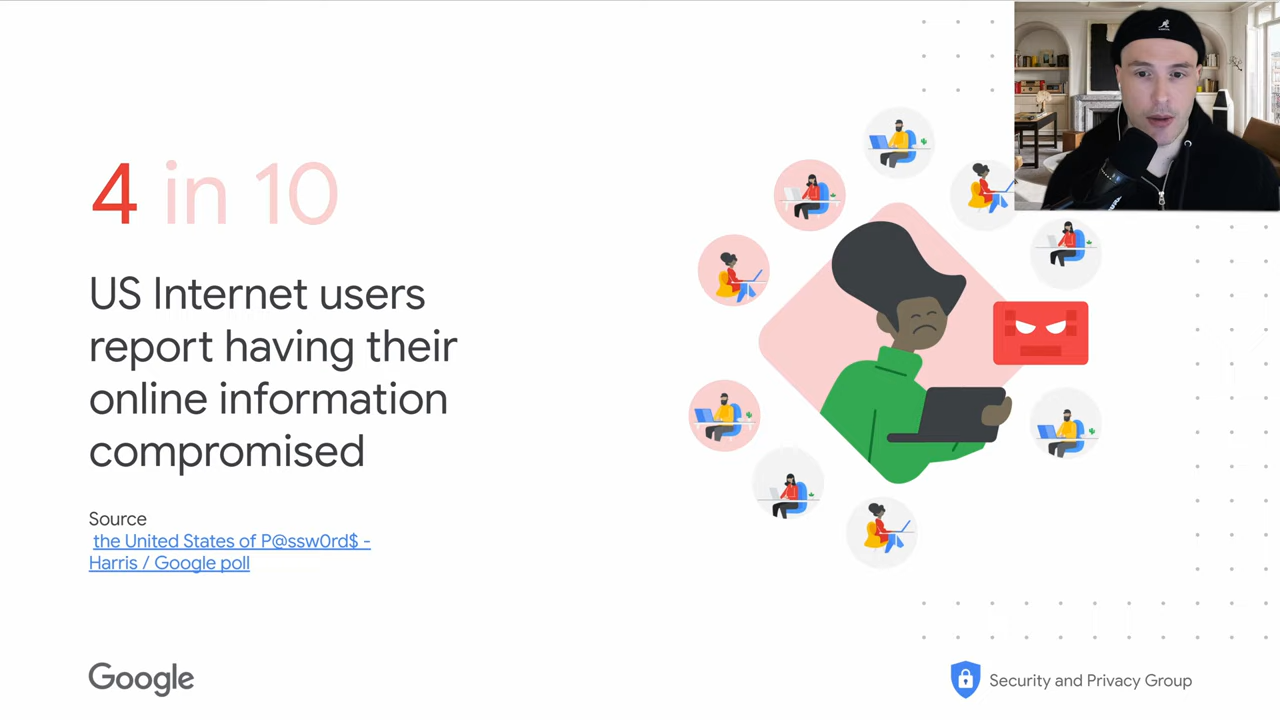 4 in 10
US Internet users
report having their
online information
compromised
Source
the United States of P@ssw0rd$ -
Harris / Google poll
Google
Security and Privacy Group